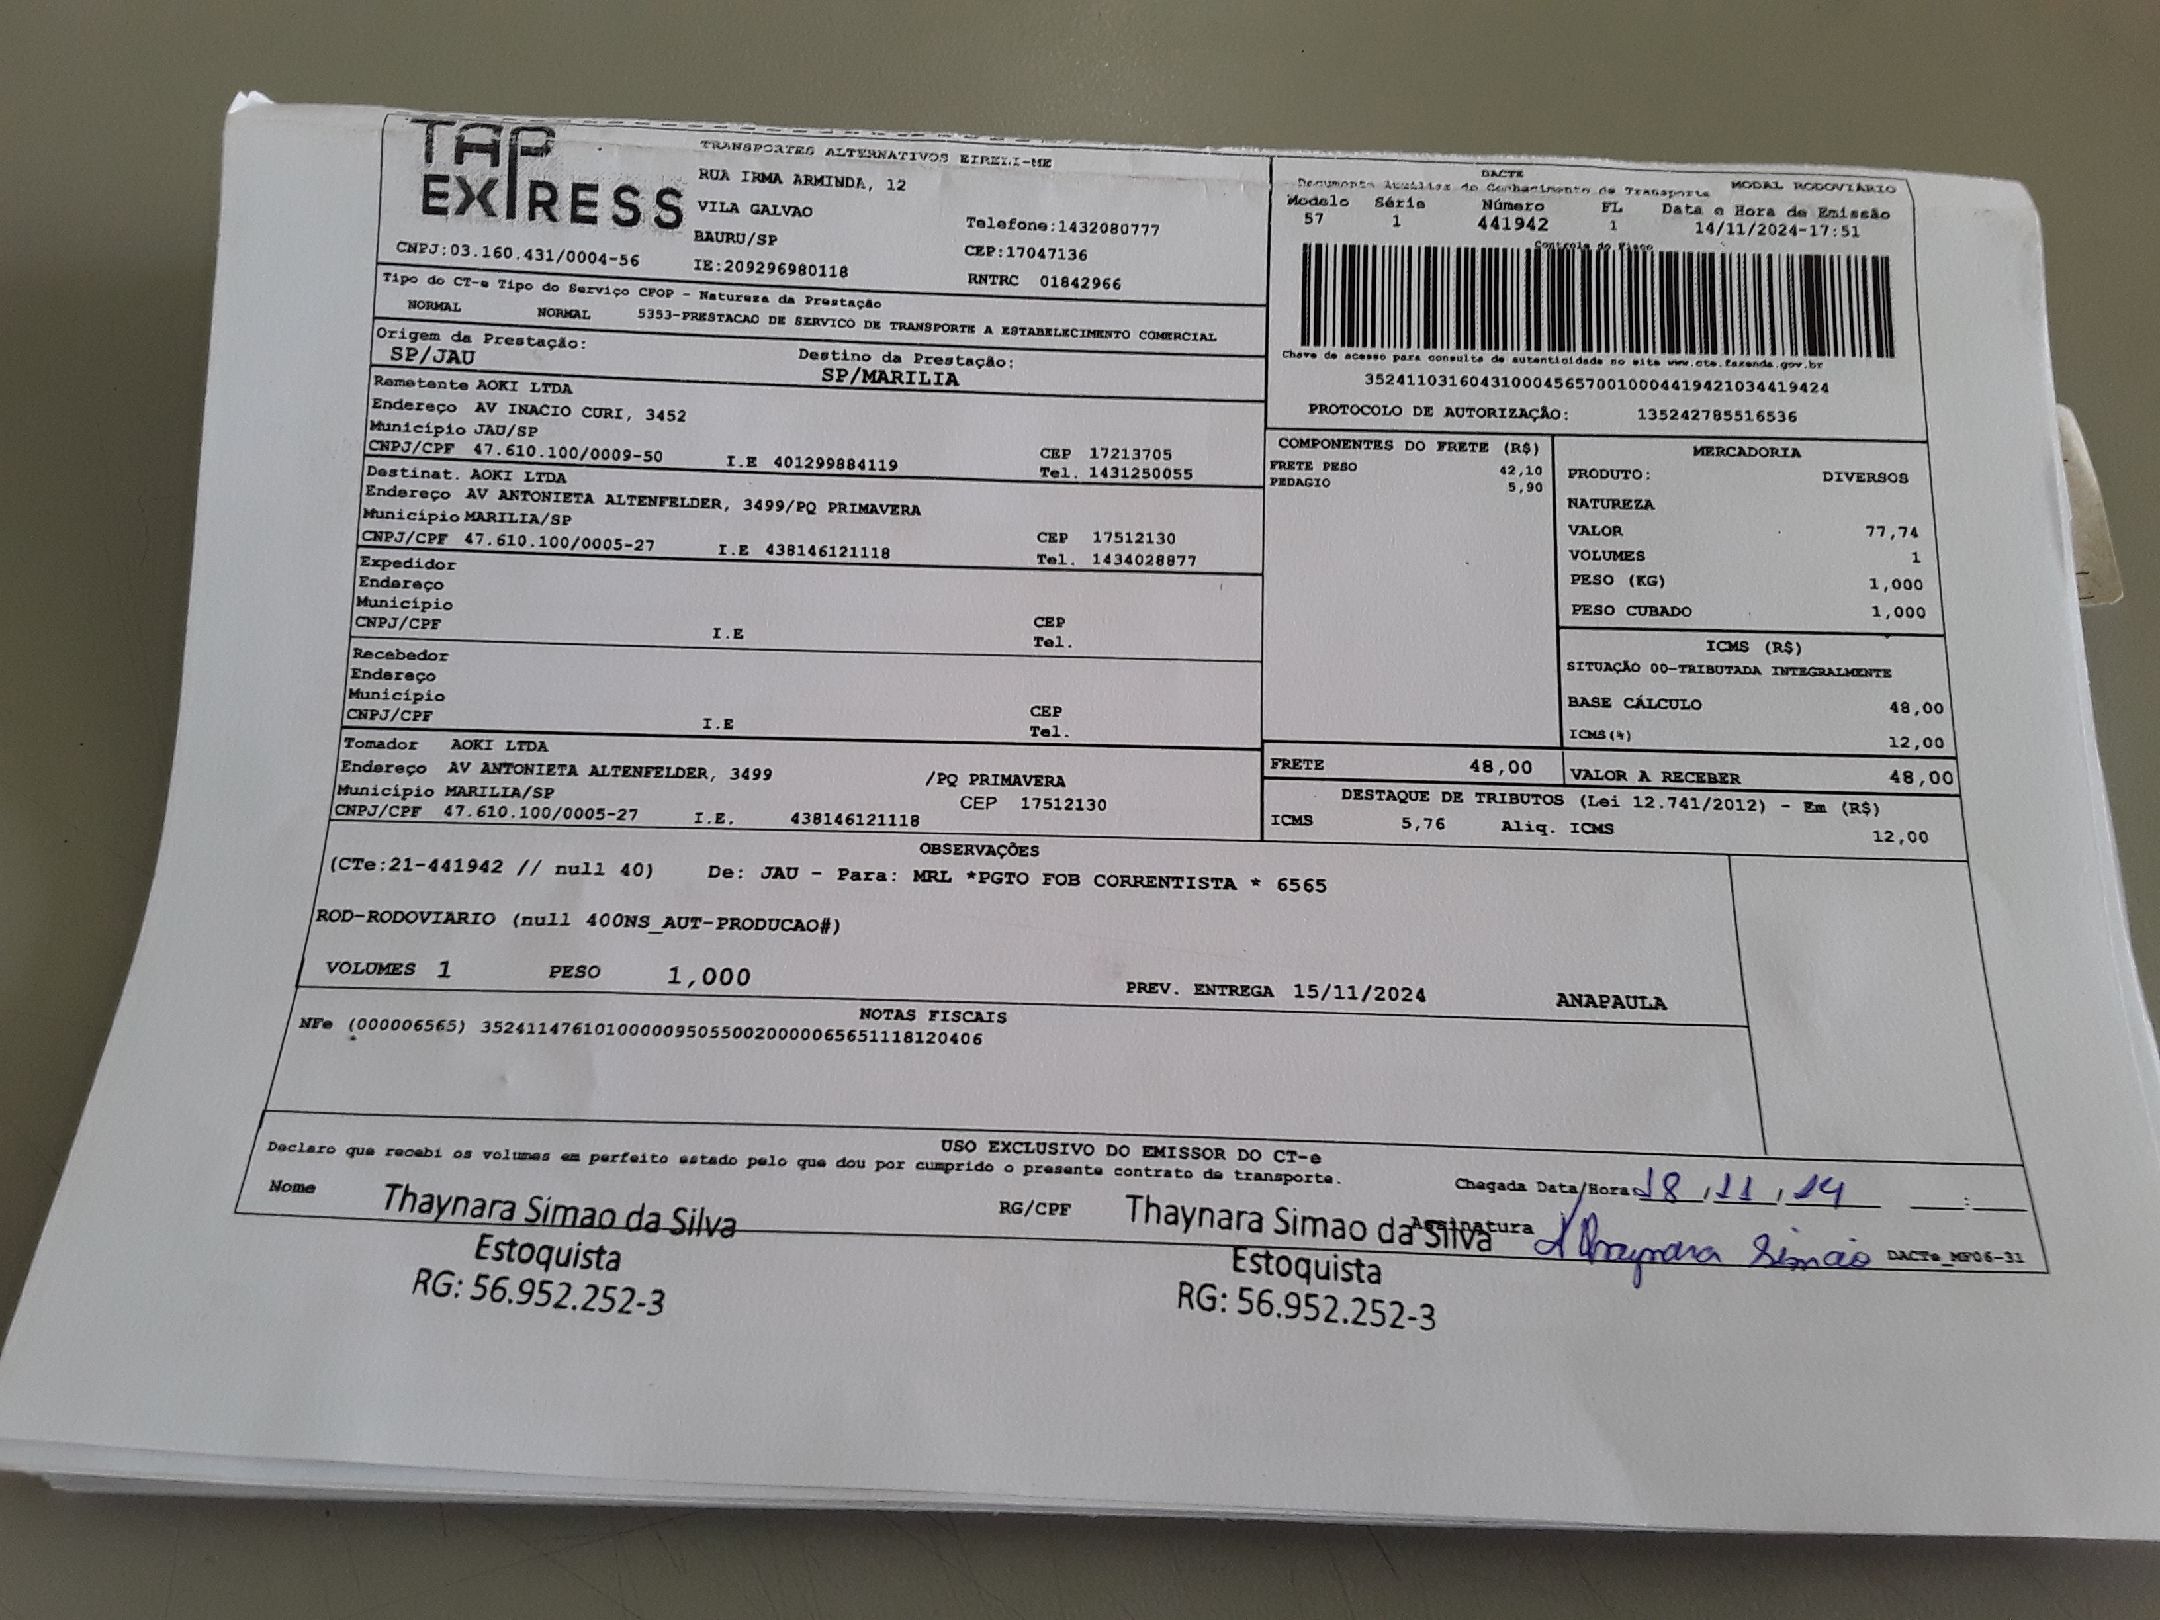 TAP
EXPRESS
CNPJ:03.160.431/0004-56
TRANSPORTES ALTERNATIVOS EIRELI-ME
RUA IRMA ARMINDA, 12
VILA GALVAO
BAURU/SP
IE:209296980118
Telefone:1432080777
CEP:17047136
RNTRC 01842966
DACTE
Documento Auxiliar do Conhecimento de Transporte MODAL RODOVIÁRIO
Modelo Série Número FL Data e Hora de Emissão
57 1 441942 1 14/11/2024-17:51
Controle do Fisco
Chave de acesso para consulta de autenticidade no site www.cte.fazenda.gov.br
35241103160431000456570010004419421034419424
PROTOCOLO DE AUTORIZAÇÃO: 135242785516536
Tipo do CT-e Tipo do Serviço CFOP - Natureza da Prestação
NORMAL NORMAL 5353-PRESTACAO DE SERVICO DE TRANSPORTE A ESTABELECIMENTO COMERCIAL
Origem da Prestação: Destino da Prestação:
SP/JAU SP/MARILIA
Remetente AOKI LTDA
Endereço AV INACIO CURI, 3452
Município JAU/SP CEP 17213705
CNPJ/CPF 47.610.100/0009-50 I.E 401299884119 Tel. 1431250055
Destinat. AOKI LTDA
Endereço AV ANTONIETA ALTENFELDER, 3499/PQ PRIMAVERA
Município MARILIA/SP CEP 17512130
CNPJ/CPF 47.610.100/0005-27 I.E 438146121118 Tel. 1434028877
Expedidor
Endereço
Município CEP
CNPJ/CPF I.E Tel.
Recebedor
Endereço
Município CEP
CNPJ/CPF I.E Tel.
Tomador AOKI LTDA
Endereço AV ANTONIETA ALTENFELDER, 3499 /PQ PRIMAVERA
Município MARILIA/SP CEP 17512130
CNPJ/CPF 47.610.100/0005-27 I.E. 438146121118
COMPONENTES DO FRETE (R$)
FRETE PESO 42,10
PEDAGIO 5,90
MERCADORIA
PRODUTO: DIVERSOS
NATUREZA
VALOR 77,74
VOLUMES 1
PESO (KG) 1,000
PESO CUBADO 1,000
ICMS (R$)
SITUAÇÃO 00-TRIBUTADA INTEGRALMENTE
BASE CÁLCULO 48,00
ICMS(%) 12,00
FRETE 48,00 VALOR A RECEBER 48,00
DESTAQUE DE TRIBUTOS (Lei 12.741/2012) - Em (R$)
ICMS 5,76 Aliq. ICMS 12,00
OBSERVAÇÕES
(CTe:21-441942 // null 40) De: JAU - Para: MRL *PGTO FOB CORRENTISTA * 6565
ROD-RODOVIARIO (null 400NS_AUT-PRODUCAO#)
VOLUMES 1 PESO 1,000 PREV. ENTREGA 15/11/2024 ANAPAULA
NOTAS FISCAIS
NFe (000006565) 35241147610100000950550020000065651118120406
USO EXCLUSIVO DO EMISSOR DO CT-e
Declaro que recebi os volumes em perfeito estado pelo que dou por cumprido o presente contrato de transporte.
Chegada Data/Hora 18,11,24 __:__
Nome Thaynara Simao da Silva
Estoquista
RG: 56.952.252-3
RG/CPF Thaynara Simao da Silva
Estoquista
RG: 56.952.252-3
Assinatura Thaynara Simão
DACTe_MF06-31